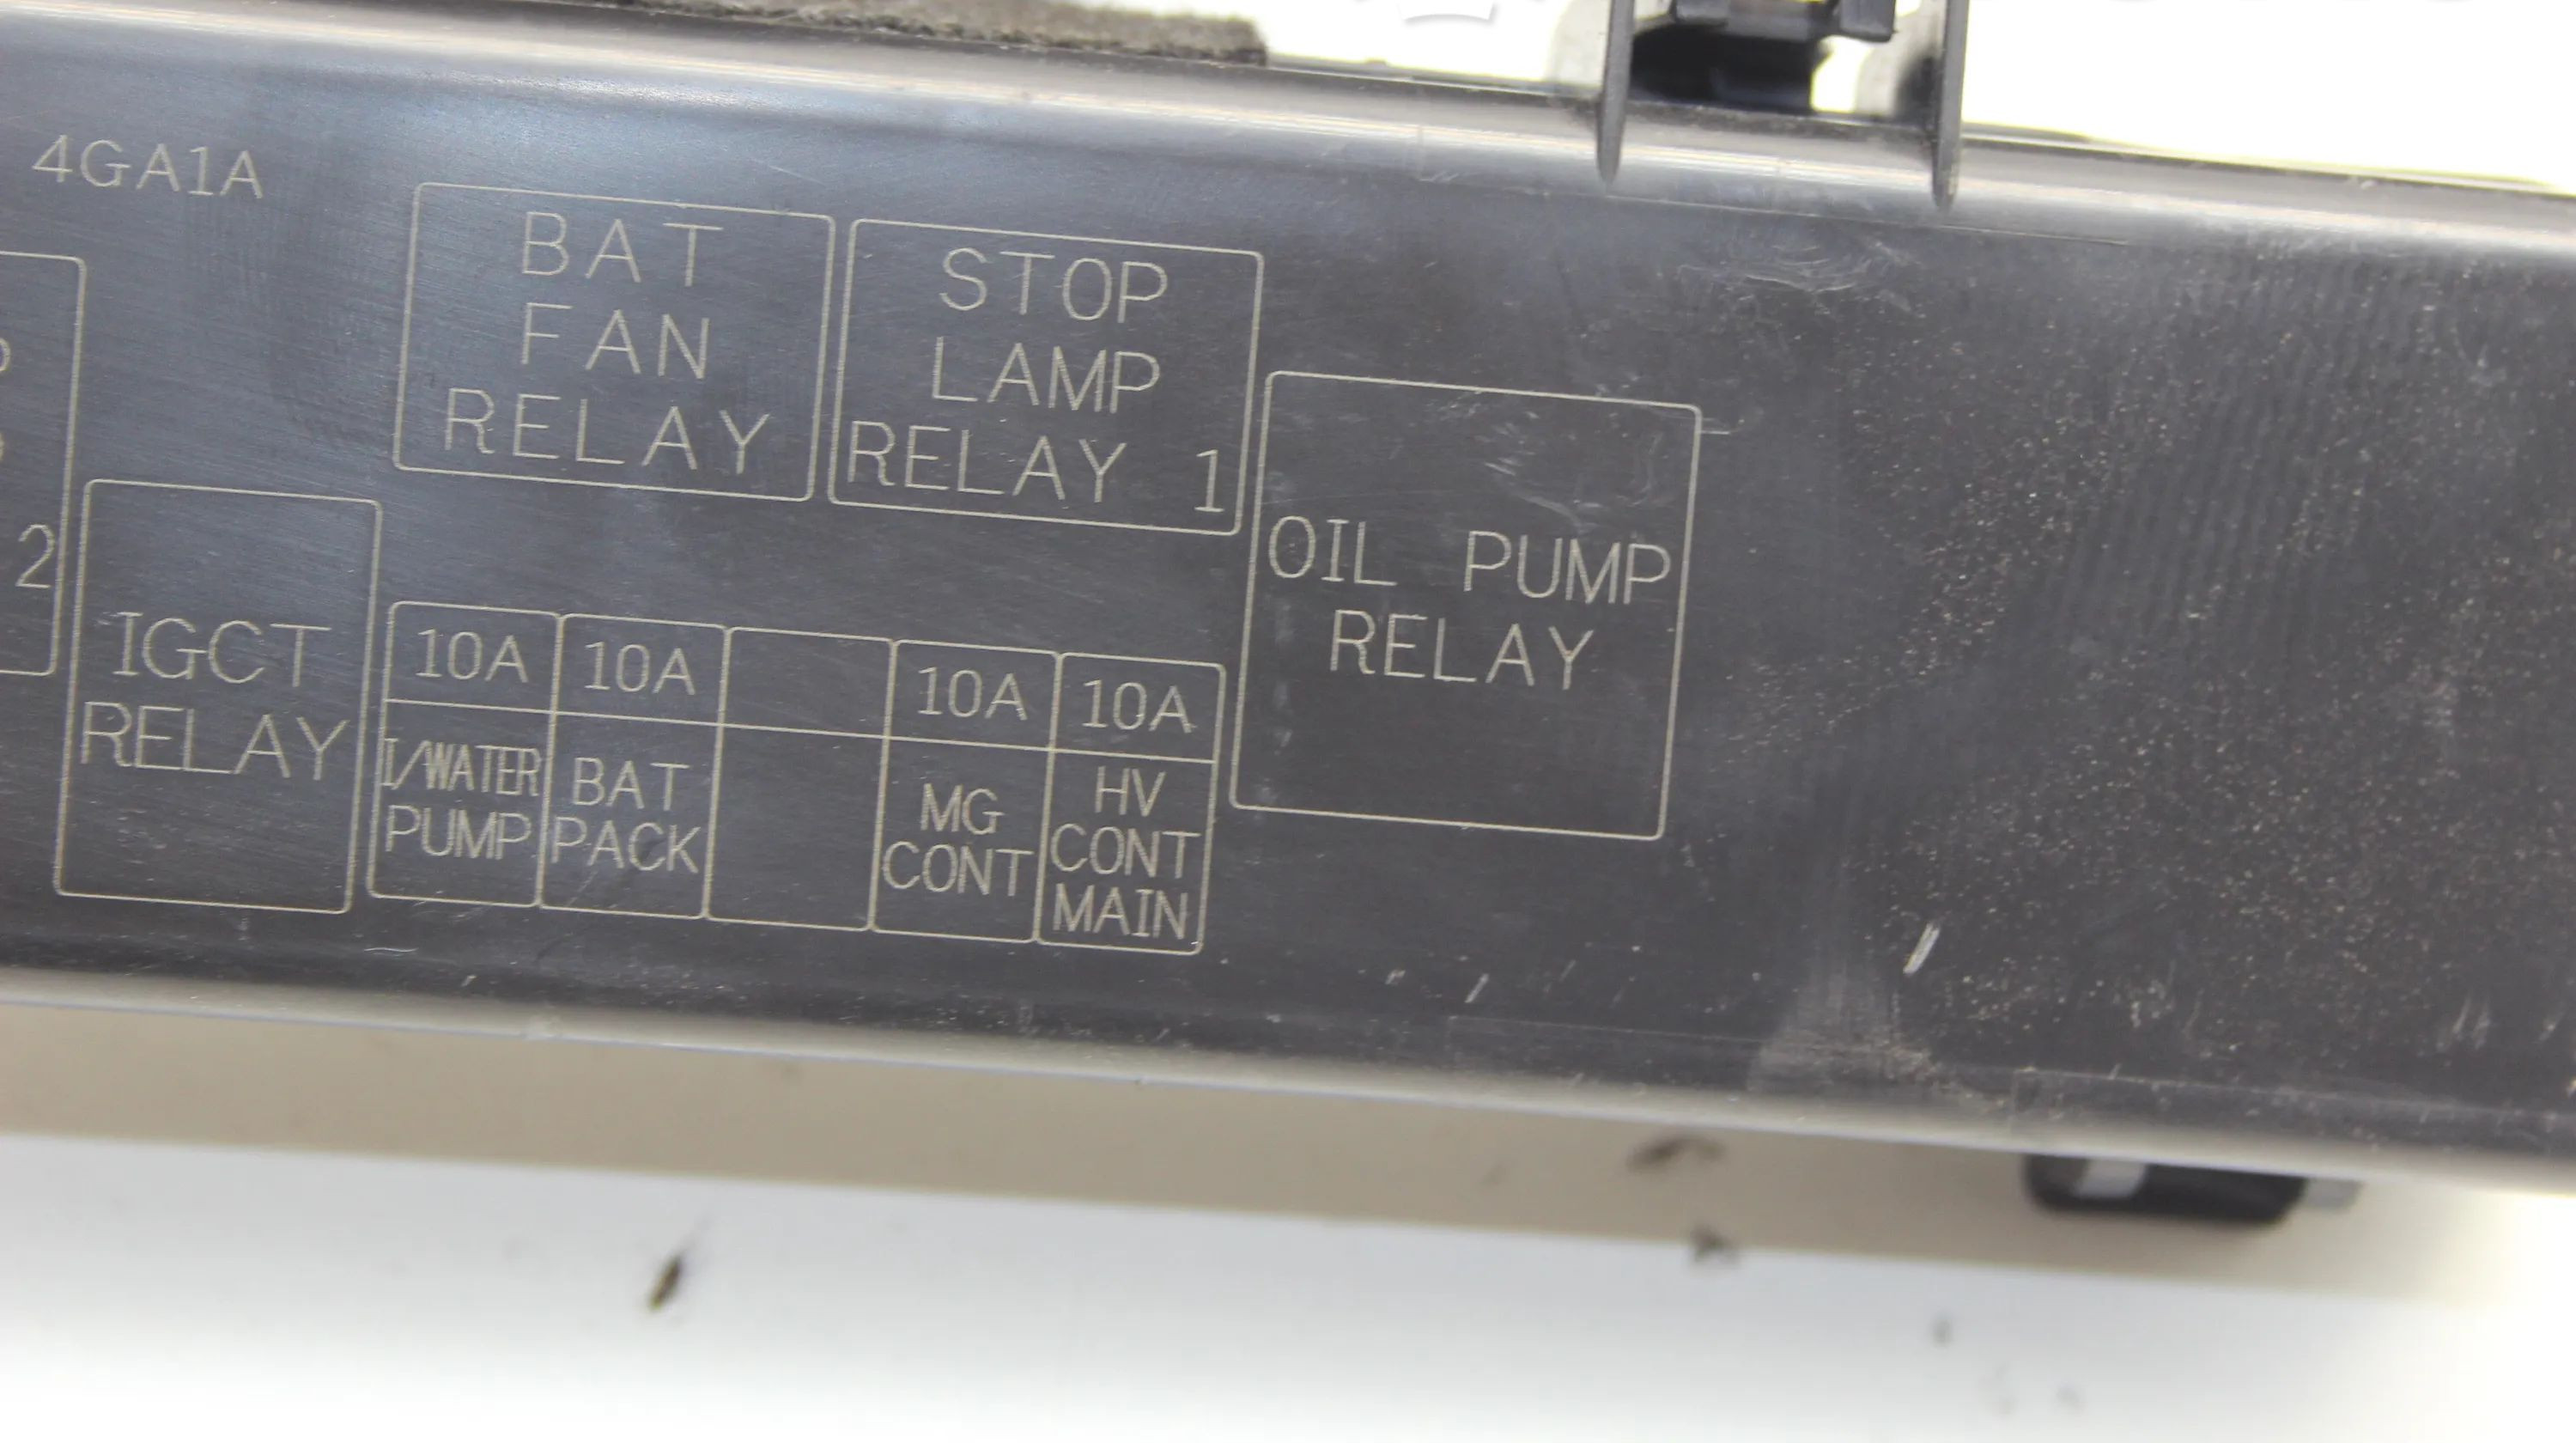 4GA1A
BAT
FAN
RELAY
STOP
LAMP
RELAY 1
OIL PUMP
RELAY
2
IGCT
RELAY
10A
I/WATER
PUMP
10A
BAT
PACK
10A
MG
CONT
10A
HV
CONT
MAIN